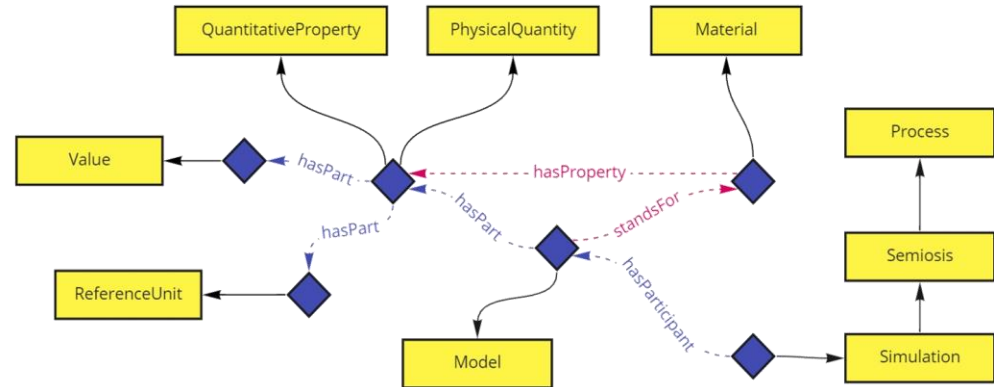 QuantitativeProperty
PhysicalQuantity
Material
Process
Value
hasPart
hasProperty
standsFor
hasPart
hasPart
Semiosis
ReferenceUnit
hasParticipant
Model
Simulation